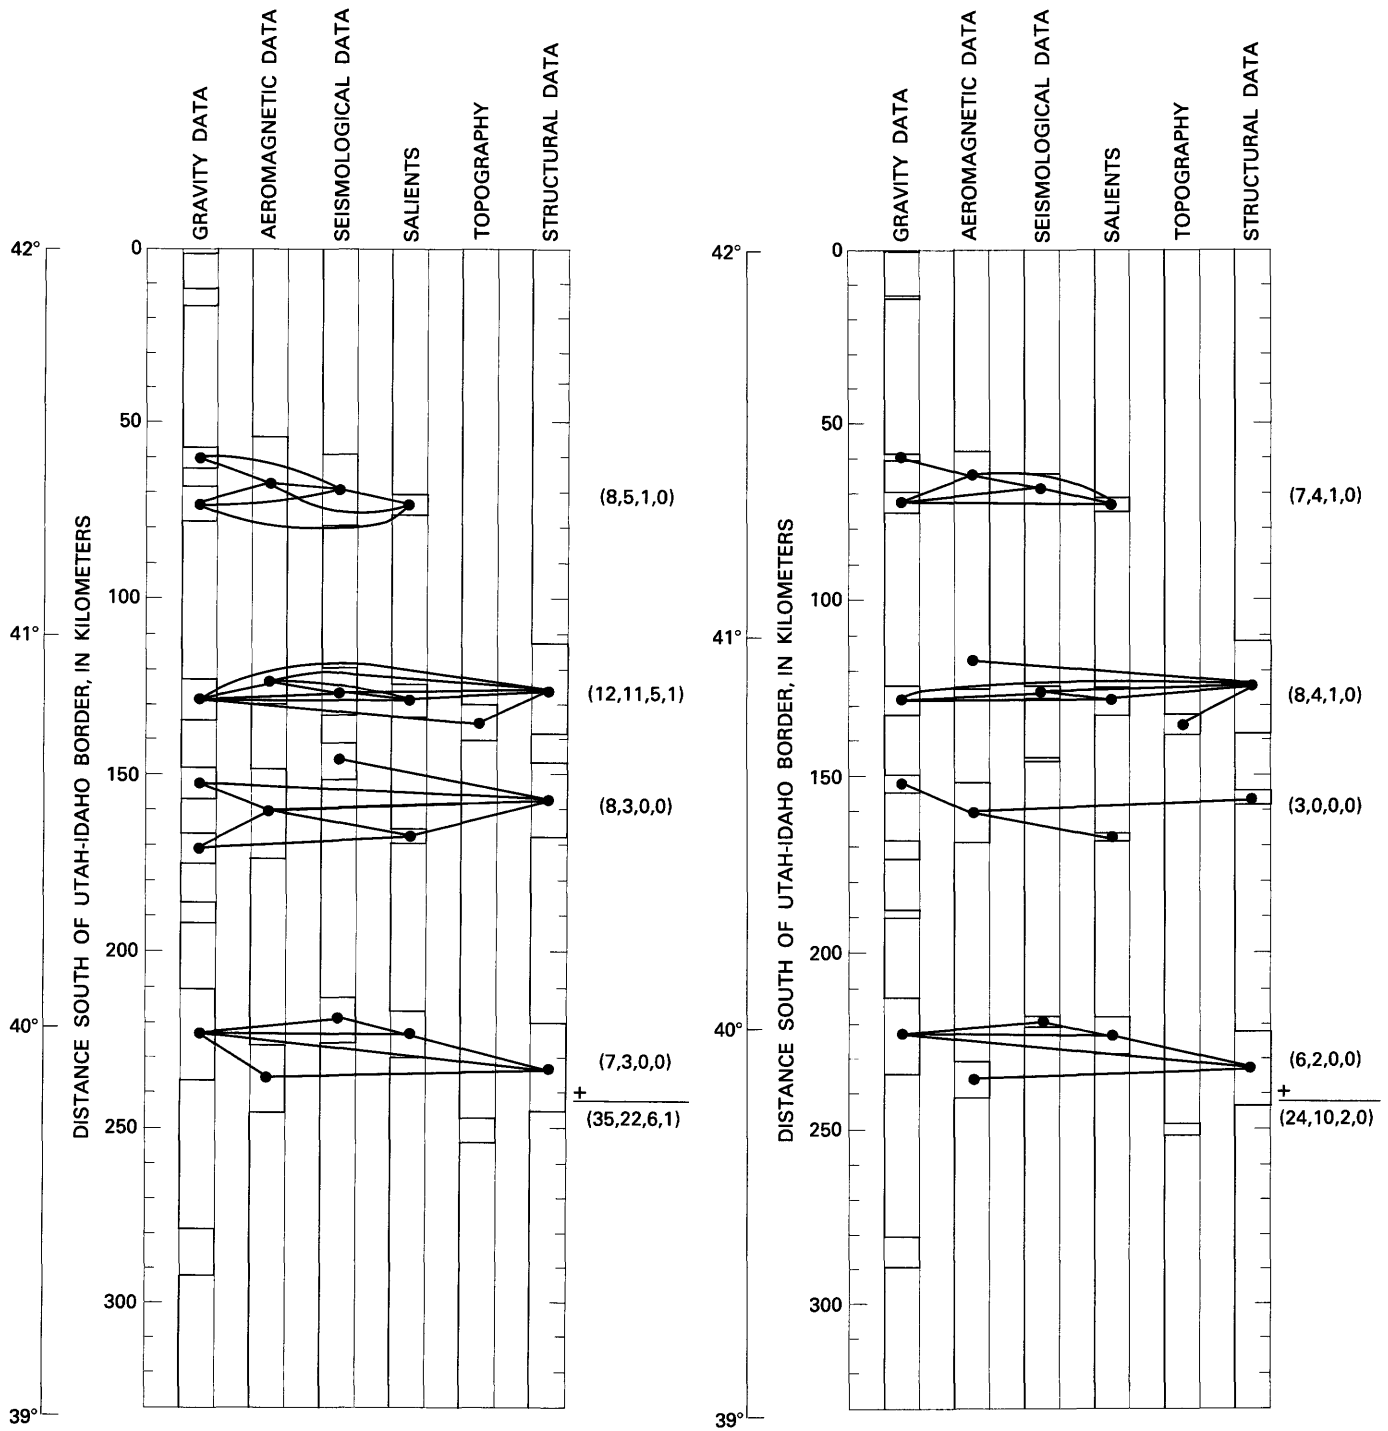 GRAVITY DATA
AEROMAGNETIC DATA
SEISMOLOGICAL DATA
SALIENTS
TOPOGRAPHY
STRUCTURAL DATA
DISTANCE SOUTH OF UTAH-IDAHO BORDER, IN KILOMETERS
42°
41°
40°
39°
0
50
100
150
200
250
300
(8,5,1,0)
(12,11,5,1)
(8,3,0,0)
(7,3,0,0)
+
(35,22,6,1)
GRAVITY DATA
AEROMAGNETIC DATA
SEISMOLOGICAL DATA
SALIENTS
TOPOGRAPHY
STRUCTURAL DATA
DISTANCE SOUTH OF UTAH-IDAHO BORDER, IN KILOMETERS
42°
41°
40°
39°
0
50
100
150
200
250
300
(7,4,1,0)
(8,4,1,0)
(3,0,0,0)
(6,2,0,0)
+
(24,10,2,0)